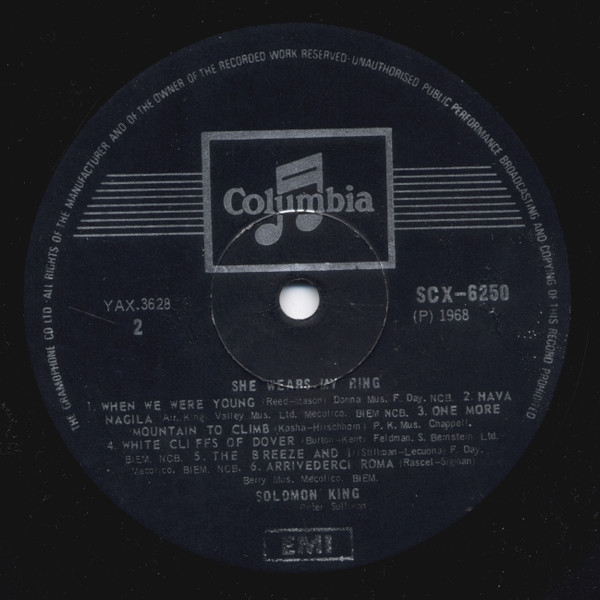 THE GRAMOPHONE CO LTD · ALL RIGHTS OF THE MANUFACTURER AND OF THE OWNER OF THE RECORDED WORK RESERVED · UNAUTHORISED PUBLIC PERFORMANCE BROADCASTING AND COPYING OF THIS RECORD PROHIBITED
Columbia
YAX.3628
2
SCX-6250
(P) 1968
SHE WEARS MY RING
1. WHEN WE WERE YOUNG (Reed-Mason) Donna Mus. F. Day. NCB. 2. HAVA
NAGILA Arr. King. Valley Mus. Ltd. Mecolico. BIEM NCB. 3. ONE MORE
MOUNTAIN TO CLIMB (Kasha-Hirschhorn) P. K. Mus. Chappell.
4. WHITE CLIFFS OF DOVER (Burton-Kent) Feldman. S. Bernstein Ltd.
BIEM. NCB. 5. THE BREEZE AND I (Stillman-Lecuona) F. Day.
Mecolico. BIEM. NCB. 6. ARRIVEDERCI ROMA (Rascel-Sigman)
Berry Mus. Mecolico. BIEM.
SOLOMON KING
Peter Sullivan
EMI